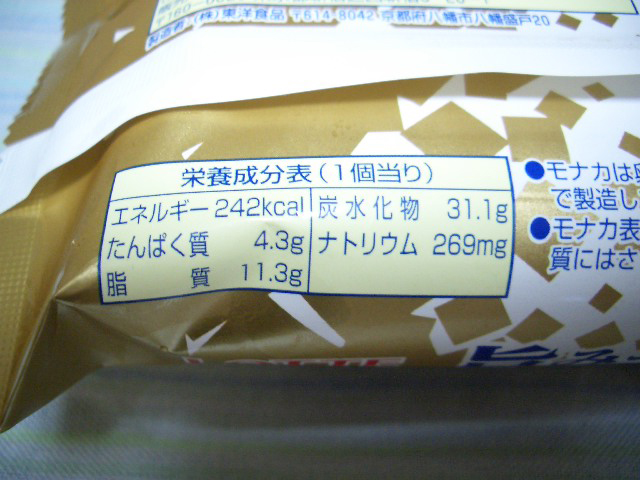 製造者/(株)東洋食品 〒614-8042 京都府八幡市八幡盛戸20
栄養成分表(1個当り)
エネルギー 242kcal 炭水化物 31.1g
たんぱく質 4.3g ナトリウム 269mg
脂質 11.3g
●モナカは
で製造し
●モナカ表
質にはさ